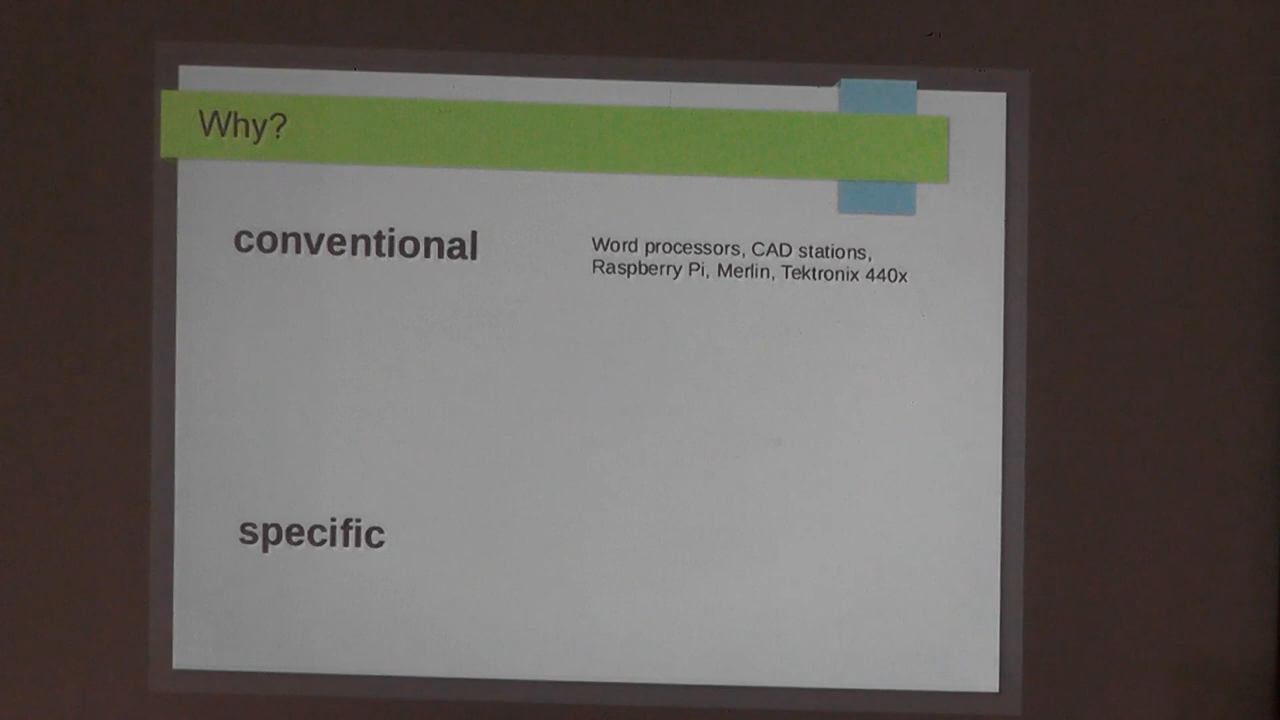 Why?
conventional
Word processors, CAD stations,
Raspberry Pi, Merlin, Tektronix 440x
specific